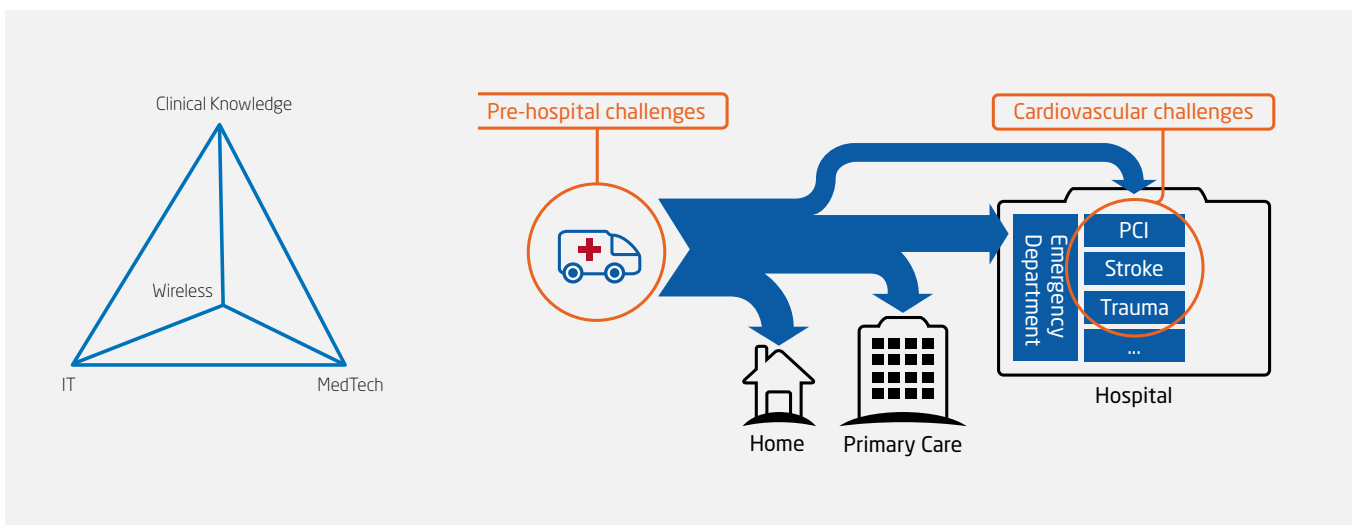 Clinical Knowledge
Wireless
IT
MedTech
Pre-hospital challenges
Cardiovascular challenges
Emergency
Department
PCI
Stroke
Trauma
...
Hospital
Home
Primary Care